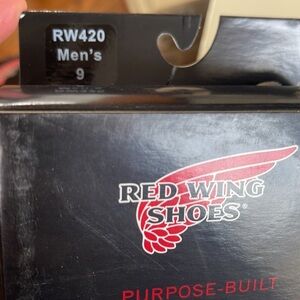 RW420
Men's
9
RED WING
SHOES®
PURPOSE-BUILT